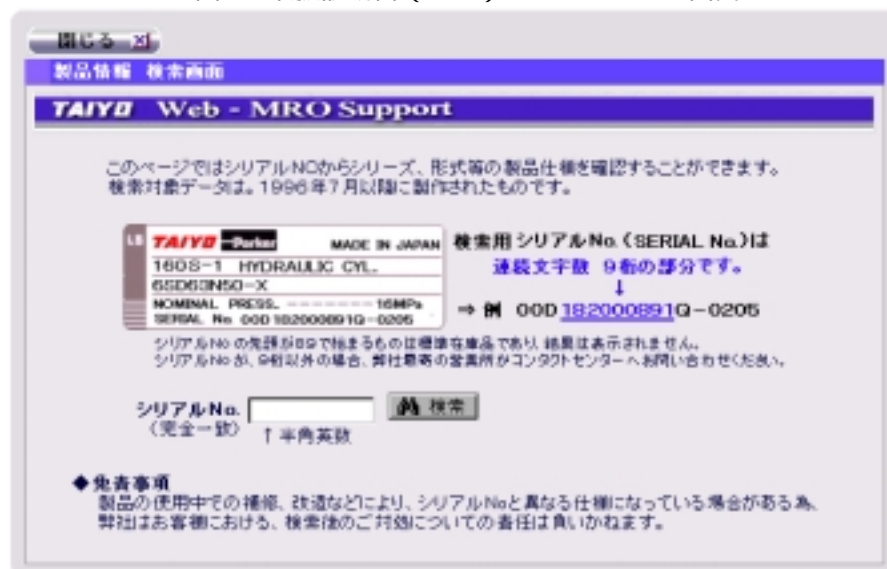 閉じる
製品情報 検索画面
TAIYO Web - MRO Support
このページではシリアルNOからシリーズ、形式等の製品仕様を確認することができます。
検索対象データは。1996年7月以降に製作されたものです。
LB TAIYO Parker MADE IN JAPAN
160S-1 HYDRAULIC CYL.
6SD63N50-X
NOMINAL PRESS. ------- 16MPa
SERIAL No. 00D 182000891Q-0205
検索用シリアルNo.(SERIAL No.)は
連続文字数 9桁の部分です。
↓
⇒ 例 00D 182000891Q-0205
シリアルNo の先頭が89で始まるものは標準在庫品であり、結果は表示されません。
シリアルNo が、9桁以外の場合、弊社最寄の営業所かコンタクトセンターへお問い合わせください。
シリアルNo. 検索
(完全一致) ↑半角英数
◆免責事項
製品の使用中での補修、改造などにより、シリアルNoと異なる仕様になっている場合がある為、
弊社はお客様における、検索後のご対処についての責任は負いかねます。